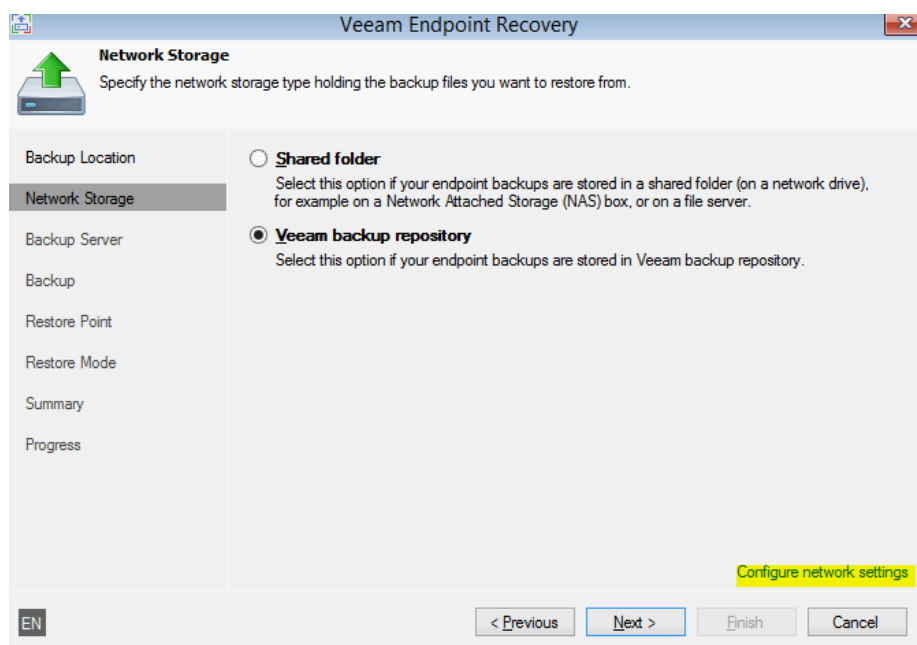 Veeam Endpoint Recovery
Network Storage
Specify the network storage type holding the backup files you want to restore from.
Backup Location
Network Storage
Backup Server
Backup
Restore Point
Restore Mode
Summary
Progress
Shared folder
Select this option if your endpoint backups are stored in a shared folder (on a network drive),
for example on a Network Attached Storage (NAS) box, or on a file server.
Veeam backup repository
Select this option if your endpoint backups are stored in Veeam backup repository.
Configure network settings
EN
< Previous
Next >
Finish
Cancel